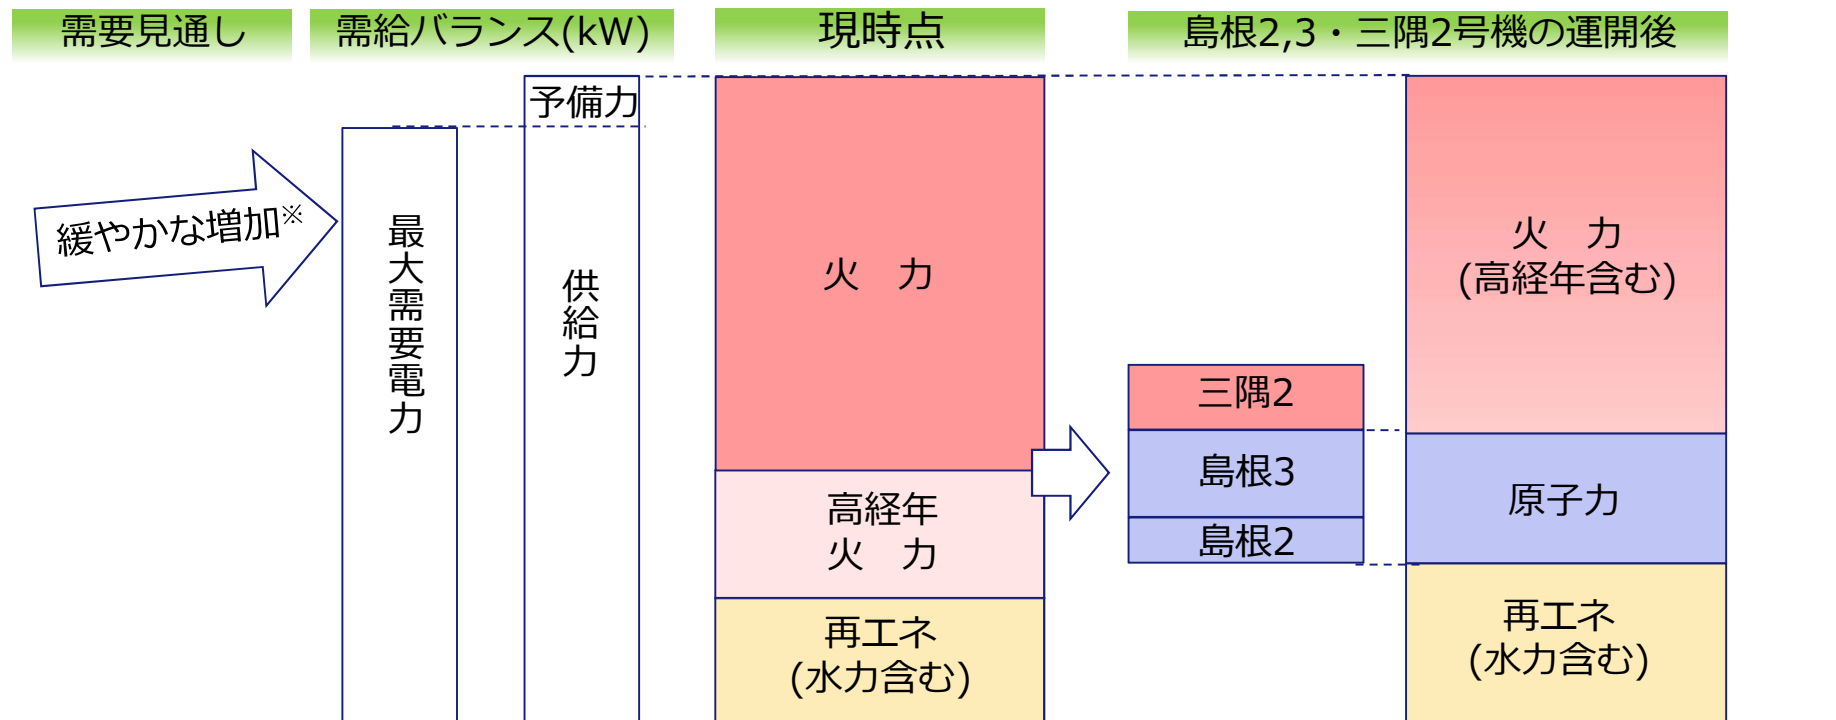 需要見通し
需給バランス(kW)
現時点
島根2,3・三隅2号機の運開後
緩やかな増加※
最大需要電力
予備力
供給力
火　力
高経年
火　力
再エネ
(水力含む)
三隅2
島根3
島根2
火　力
(高経年含む)
原子力
再エネ
(水力含む)